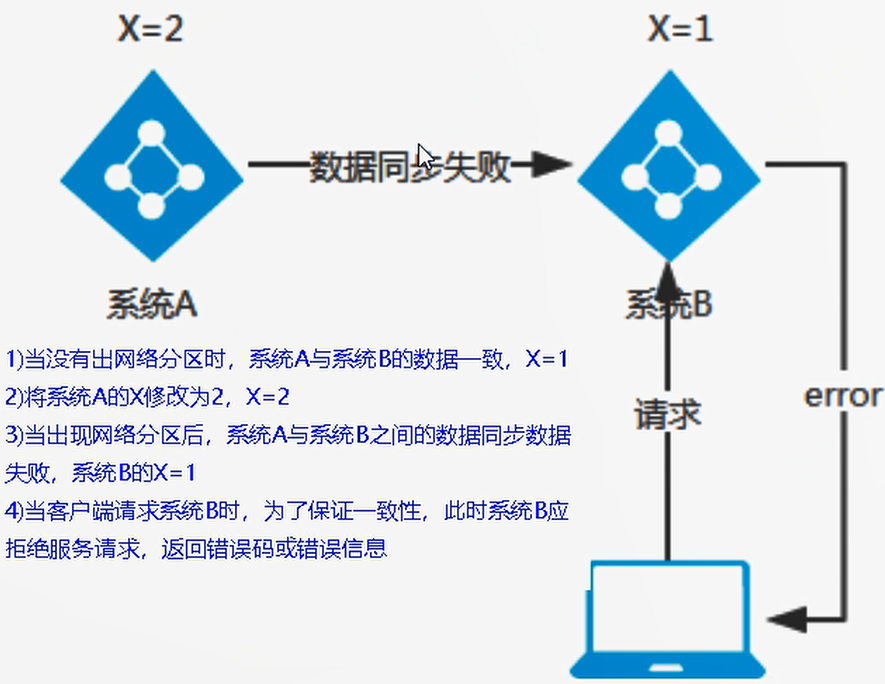 X=2
X=1
数据同步失败
系统A
系统B
1)当没有出网络分区时，系统A与系统B的数据一致，X=1
2)将系统A的X修改为2，X=2
3)当出现网络分区后，系统A与系统B之间的数据同步数据
失败，系统B的X=1
4)当客户端请求系统B时，为了保证一致性，此时系统B应
拒绝服务请求，返回错误码或错误信息
请求
error